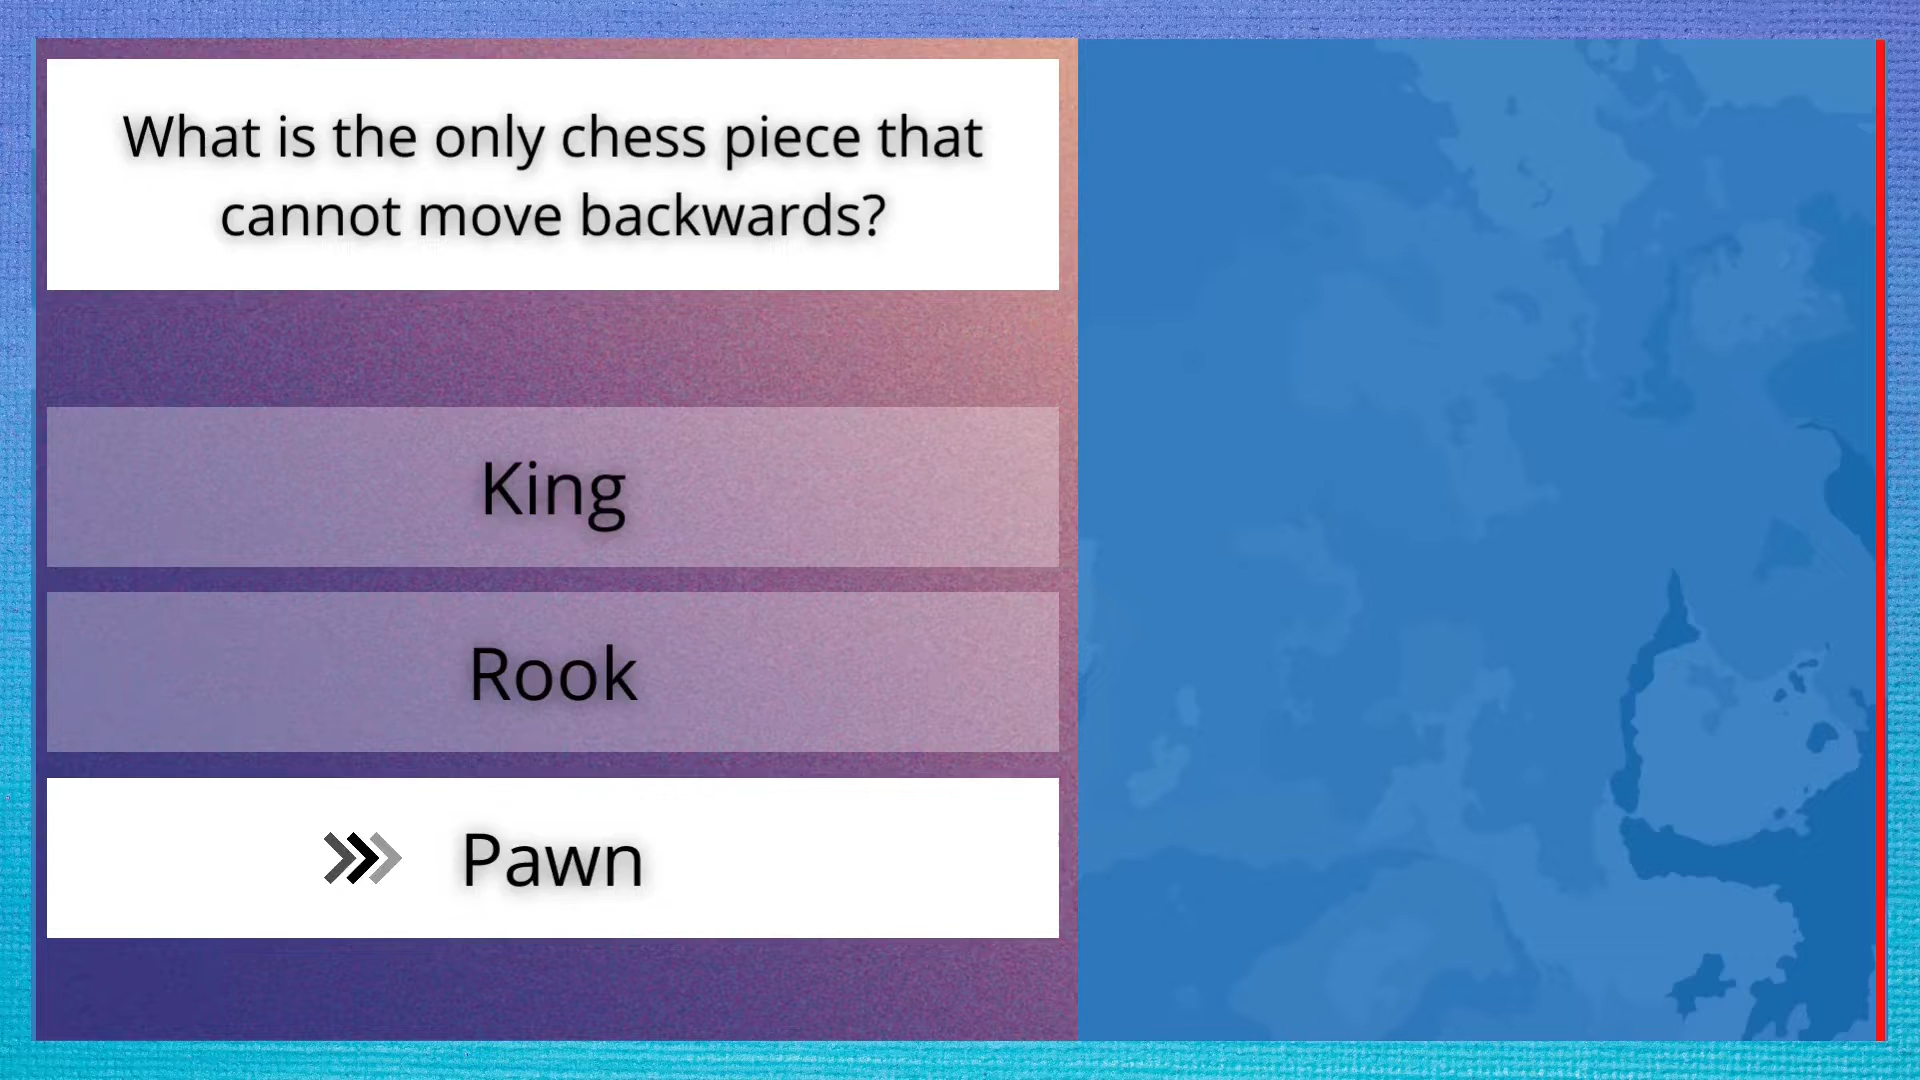 What is the only chess piece that
cannot move backwards?
King
Rook
Pawn